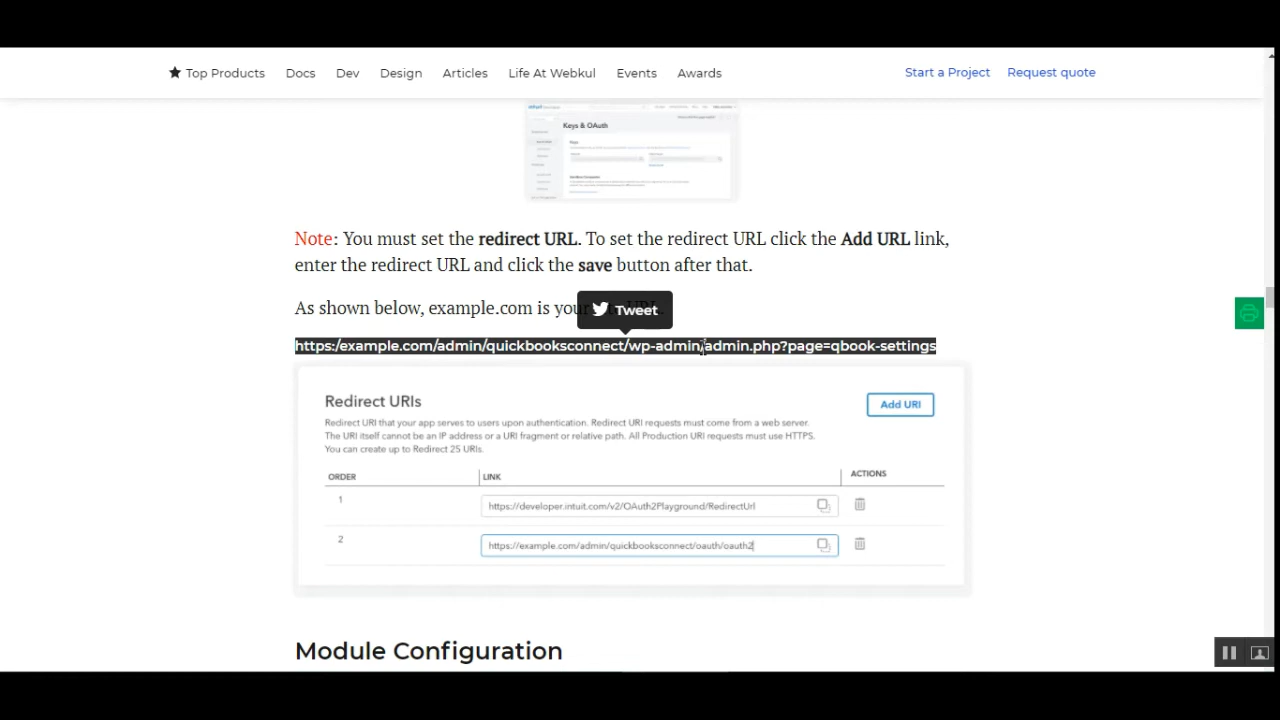 Top Products Docs Dev Design Articles Life At Webkul Events Awards Start a Project Request quote
Keys & OAuth
Note: You must set the redirect URL. To set the redirect URL click the Add URL link,
enter the redirect URL and click the save button after that.
As shown below, example.com is your URL.
Tweet
https:/example.com/admin/quickbooksconnect/wp-admin/admin.php?page=qbook-settings
Redirect URIs
Add URI
Redirect URI that your app serves to users upon authentication. Redirect URI requests must come from a web server.
The URI itself cannot be an IP address or a URI fragment or relative path. All Production URI requests must use HTTPS.
You can create up to Redirect 25 URIs.
ORDER LINK ACTIONS
1 https://developer.intuit.com/v2/OAuth2Playground/RedirectUrl
2 https://example.com/admin/quickbooksconnect/oauth/oauth2
Module Configuration